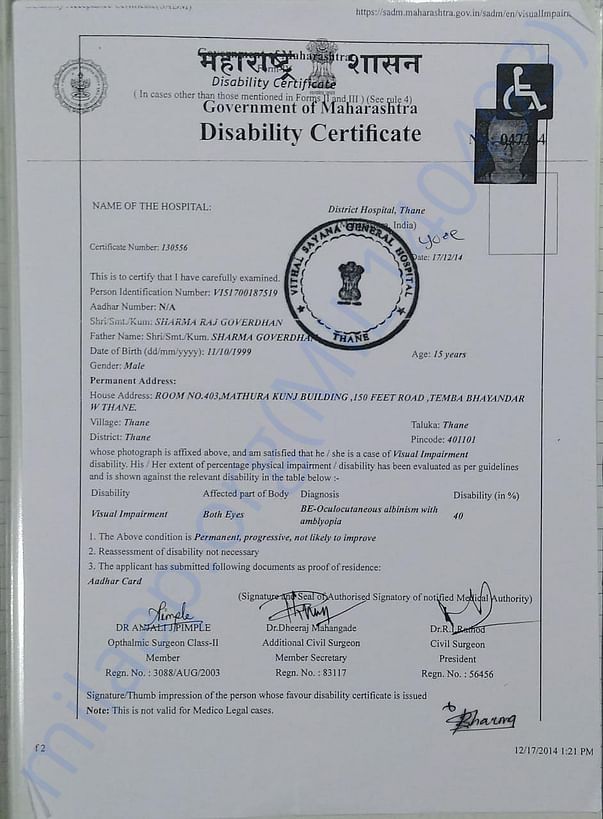 https://sadm.maharashtra.gov.in/sadm/en/visualImpairn
Government of Maharashtra
महाराष्ट्र शासन
Disability Certificate
( In cases other than those mentioned in Forms II and III ) (See rule 4)
Government of Maharashtra
Disability Certificate
NAME OF THE HOSPITAL:
District Hospital, Thane
India)
Certificate Number: 130556
Date: 17/12/14
VITHAL SAYANA GENERAL HOSPITAL
THANE
This is to certify that I have carefully examined.
Person Identification Number: VI51700187519
Aadhar Number: N/A
Shri/Smt./Kum: SHARMA RAJ GOVERDHAN
Father Name: Shri/Smt./Kum. SHARMA GOVERDHA
Date of Birth (dd/mm/yyyy): 11/10/1999 Age: 15 years
Gender: Male
Permanent Address:
House Address: ROOM NO.403,MATHURA KUNJ BUILDING ,150 FEET ROAD ,TEMBA BHAYANDAR
W THANE.
Village: Thane Taluka: Thane
District: Thane Pincode: 401101
whose photograph is affixed above, and am satisfied that he / she is a case of Visual Impairment
disability. His / Her extent of percentage physical impairment / disability has been evaluated as per guidelines
and is shown against the relevant disability in the table below :-
Disability Affected part of Body Diagnosis Disability (in %)
Visual Impairment Both Eyes BE-Oculocutaneous albinism with
amblyopia 40
1. The Above condition is Permanent, progressive, not likely to improve
2. Reassessment of disability not necessary
3. The applicant has submitted following documents as proof of residence:
Aadhar Card
(Signature and Seal of Authorised Signatory of notified Medical Authority)
Pimple
DR ANJALI J PIMPLE Dr.Dheeraj Mahangade Dr.R. Rathod
Opthalmic Surgeon Class-II Additional Civil Surgeon Civil Surgeon
Member Member Secretary President
Regn. No. : 3088/AUG/2003 Regn. No. : 83117 Regn. No. : 56456
Signature/Thumb impression of the person whose favour disability certificate is issued
Note: This is not valid for Medico Legal cases.
Sharma
f 2 12/17/2014 1:21 PM
milaap.org